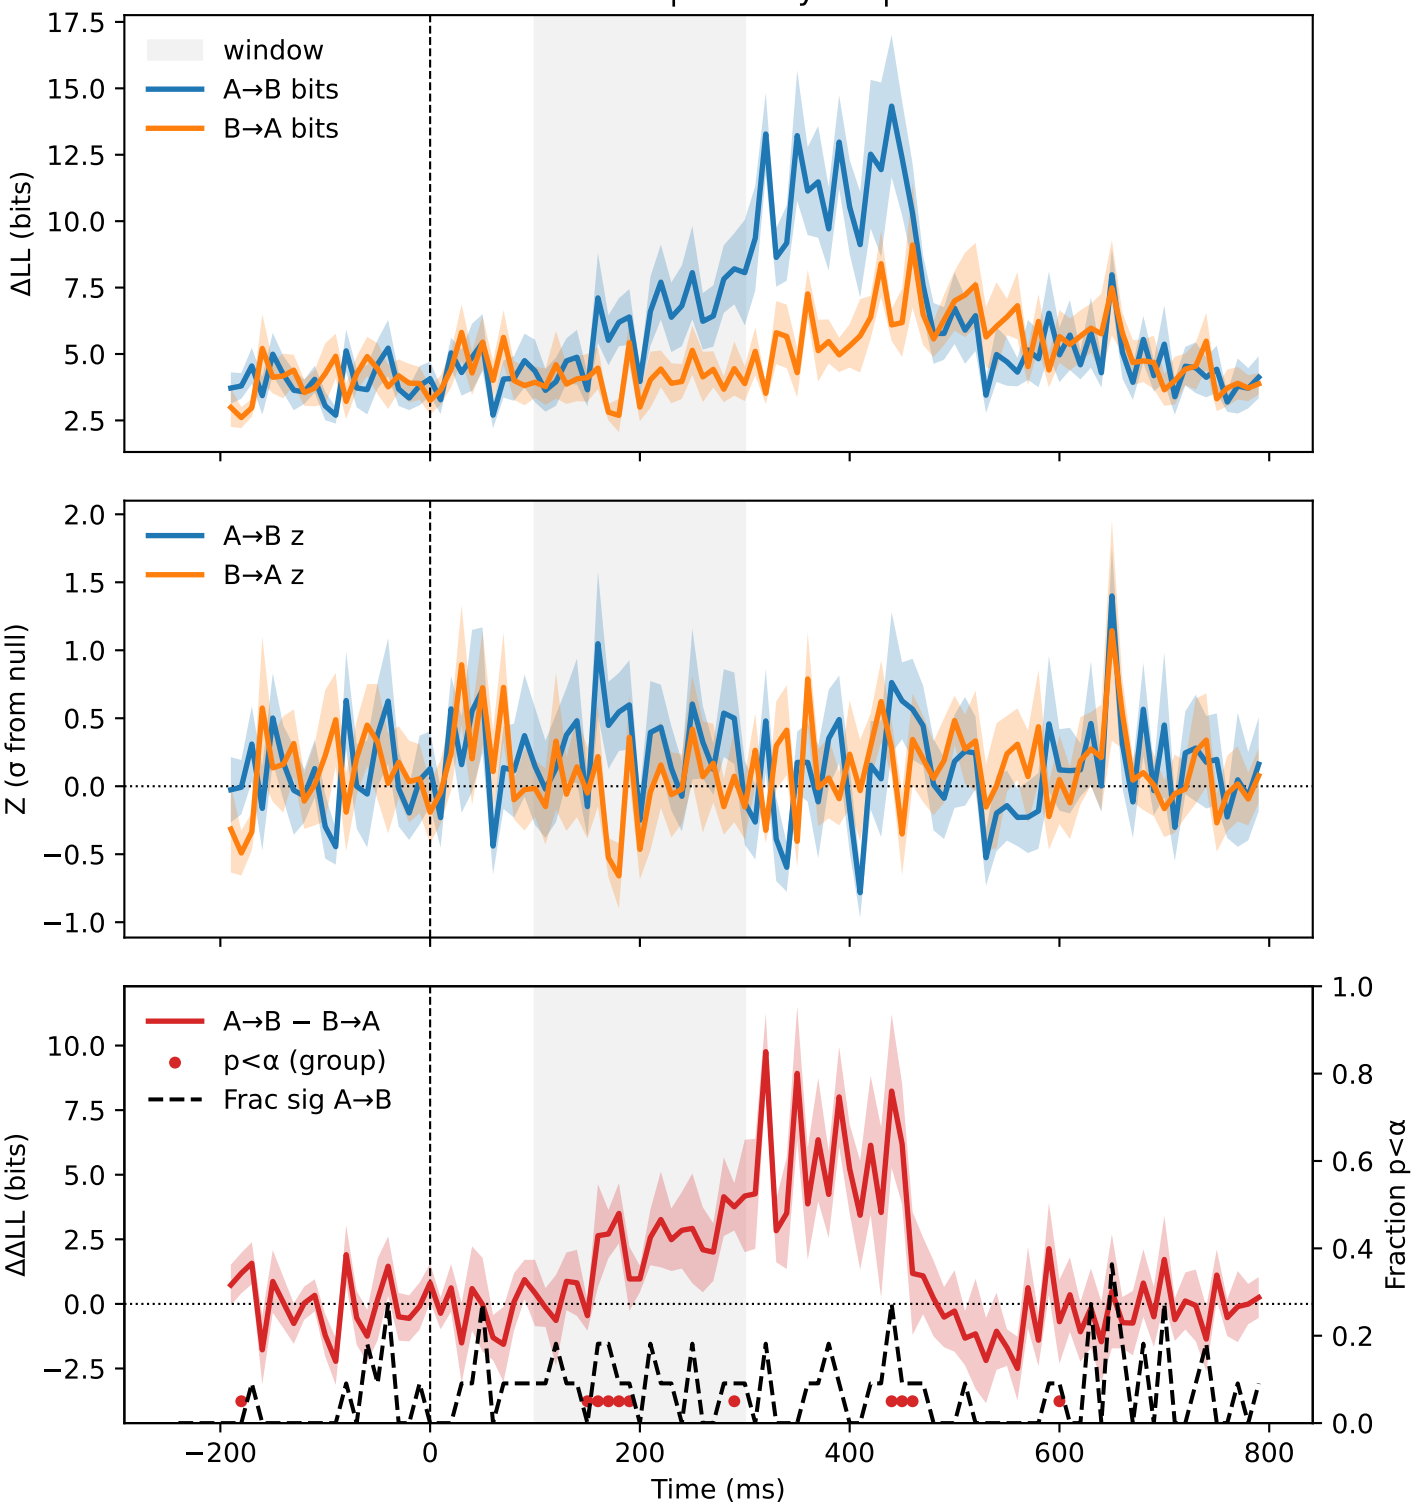 17.5
15.0
12.5
10.0
7.5
5.0
2.5
ΔLL (bits)
window
A→B bits
B→A bits
2.0
1.5
1.0
0.5
0.0
−0.5
−1.0
Z (σ from null)
A→B z
B→A z
10.0
7.5
5.0
2.5
0.0
−2.5
ΔΔLL (bits)
A→B − B→A
p<α (group)
Frac sig A→B
1.0
0.8
0.6
0.4
0.2
0.0
Fraction p<α
−200 0 200 400 600 800
Time (ms)